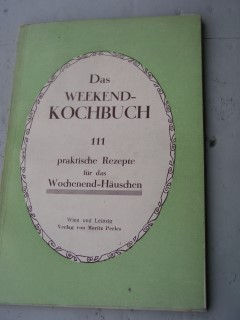 Das
WEEKEND-
KOCHBUCH
111
praktische Rezepte
für das
Wochenend-Häuschen
Wien und Leipzig
Verlag von Moritz Perles